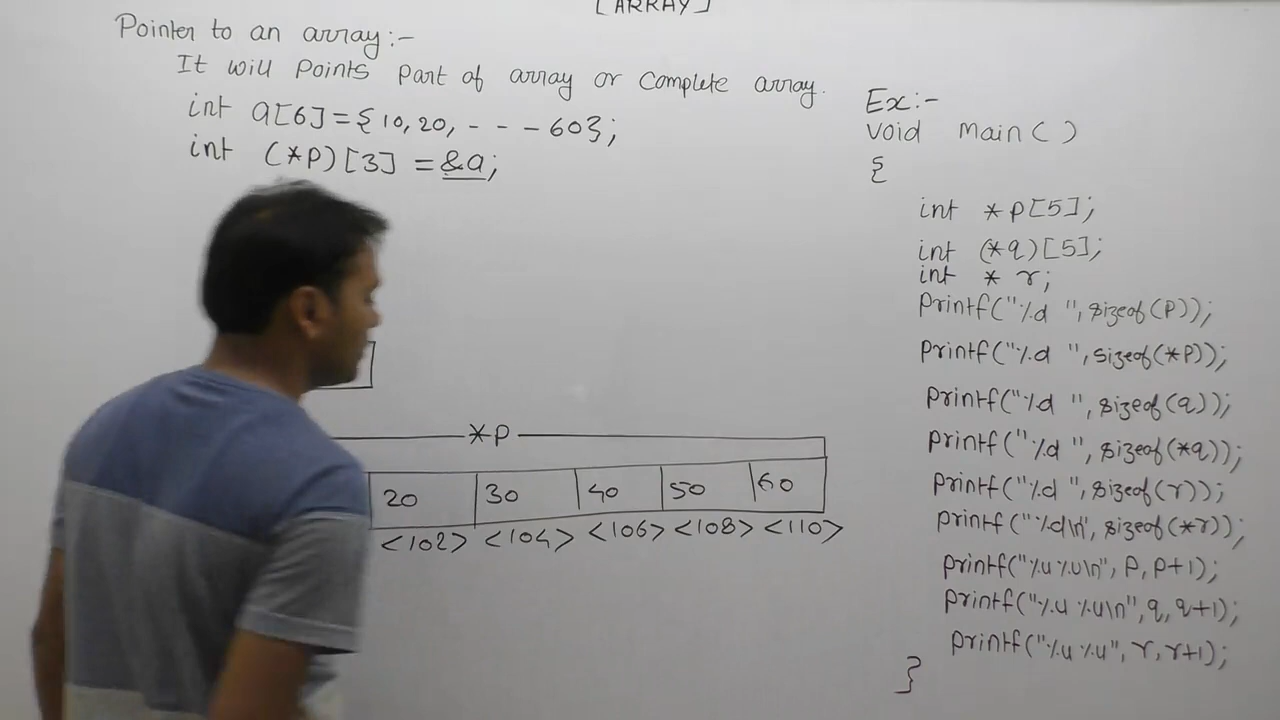 [ARRAY]
Pointer to an array:-
It will Points Part of array or Complete array.
int a[6]={10,20,- - - 60};
int (*p)[3] = &a;
*p
20 30 40 50 60
<102> <104> <106> <108> <110>
Ex:-
void main()
{
int *p[5];
int (*q)[5];
int * r;
Printf("%d ", sizeof(p));
Printf("%d ", sizeof(*p));
Printf("%d ", sizeof(q));
Printf("%d ", sizeof(*q));
Printf("%d ", sizeof(r));
Printf("%d\n", sizeof(*r));
Printf("%u %u\n", p, p+1);
Printf("%u %u\n", q, q+1);
Printf("%u %u", r, r+1);
}